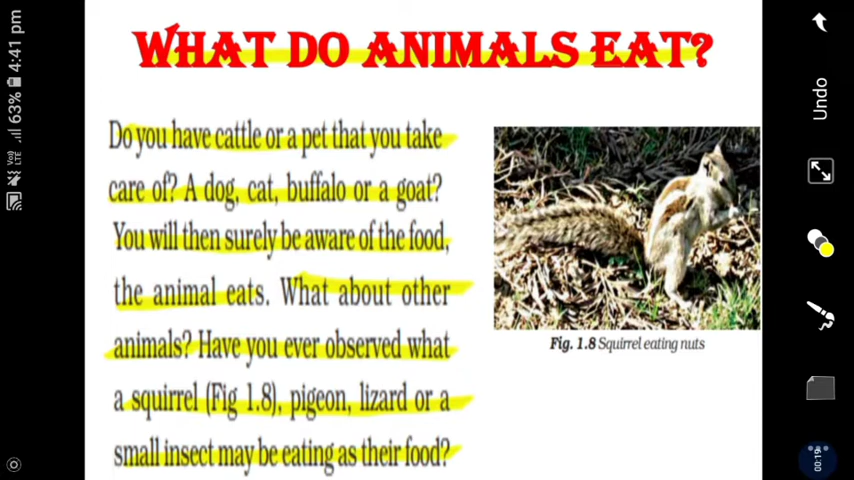 WHAT DO ANIMALS EAT?
Do you have cattle or a pet that you take
care of? A dog, cat, buffalo or a goat?
You will then surely be aware of the food,
the animal eats. What about other
animals? Have you ever observed what
a squirrel (Fig 1.8), pigeon, lizard or a
small insect may be eating as their food?
Fig. 1.8 Squirrel eating nuts
4:41 pm
63%
Vo)
LTE
Undo
00:19